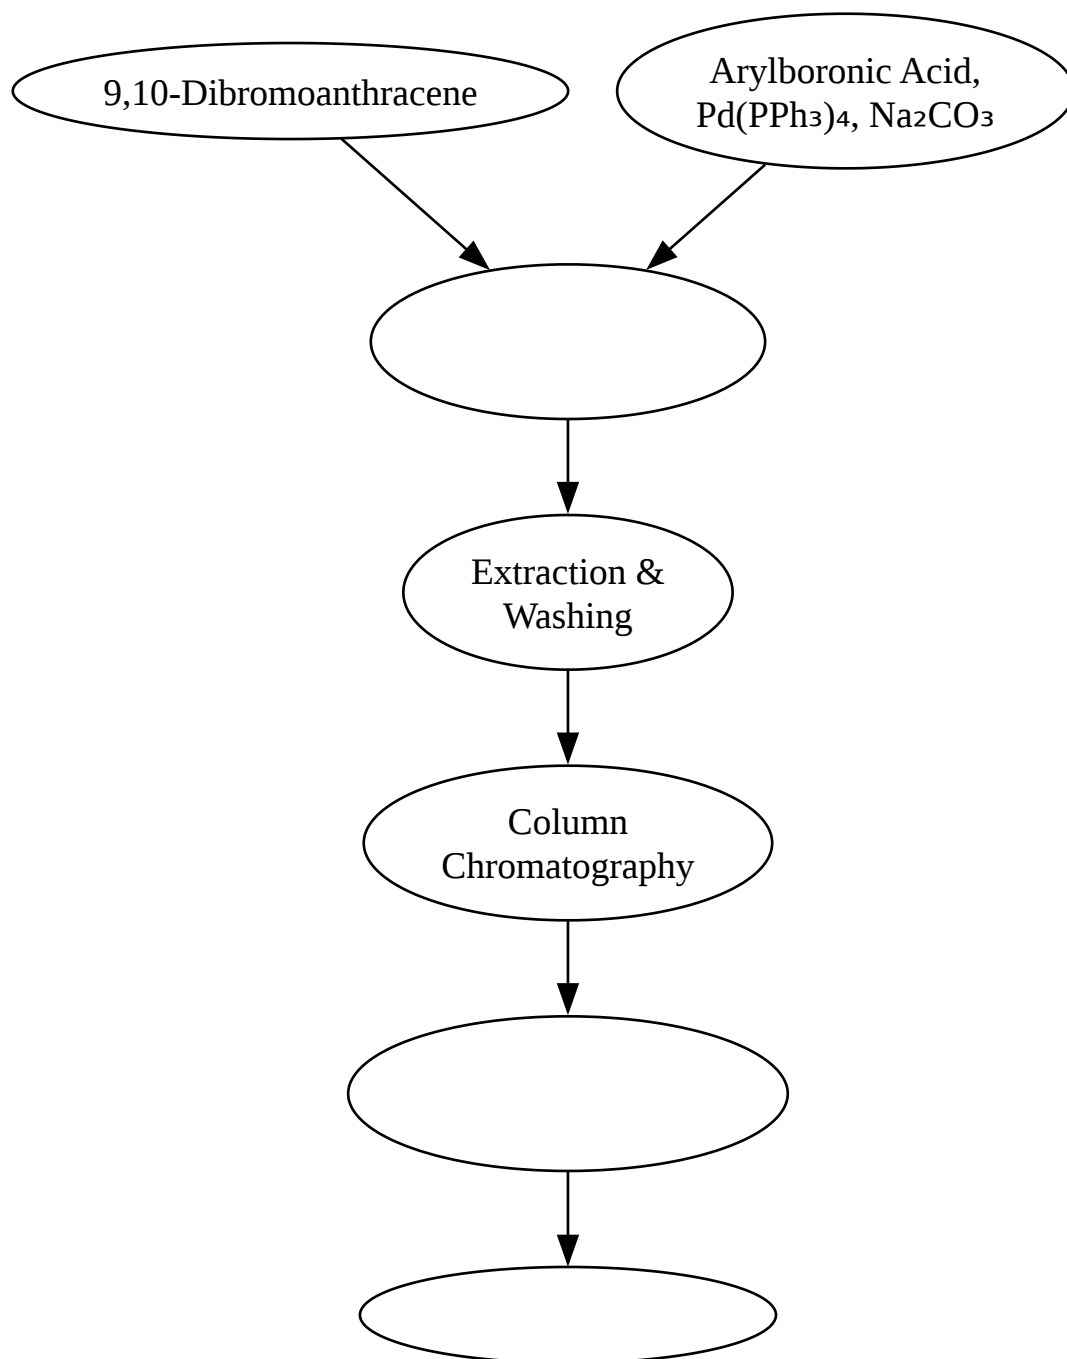 9,10-Dibromoanthracene
Arylboronic Acid,
Pd(PPh₃)₄, Na₂CO₃
Extraction &
Washing
Column
Chromatography